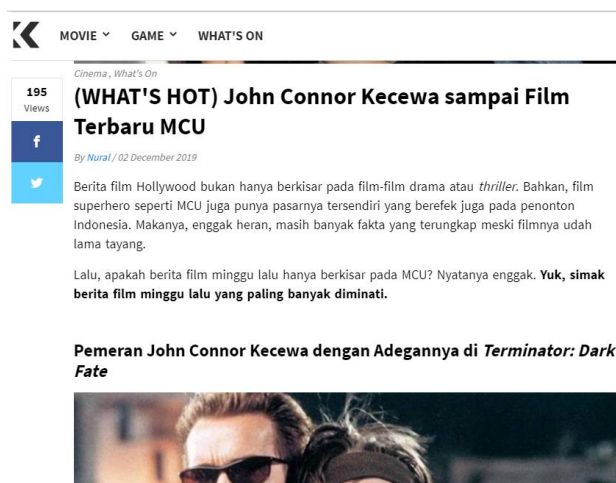 MOVIE GAME WHAT'S ON
Cinema , What's On
195
Views
(WHAT'S HOT) John Connor Kecewa sampai Film
Terbaru MCU
By Nural / 02 December 2019
Berita film Hollywood bukan hanya berkisar pada film-film drama atau thriller. Bahkan, film
superhero seperti MCU juga punya pasarnya tersendiri yang berefek juga pada penonton
Indonesia. Makanya, enggak heran, masih banyak fakta yang terungkap meski filmnya udah
lama tayang.
Lalu, apakah berita film minggu lalu hanya berkisar pada MCU? Nyatanya enggak. Yuk, simak
berita film minggu lalu yang paling banyak diminati.
Pemeran John Connor Kecewa dengan Adegannya di Terminator: Dark
Fate